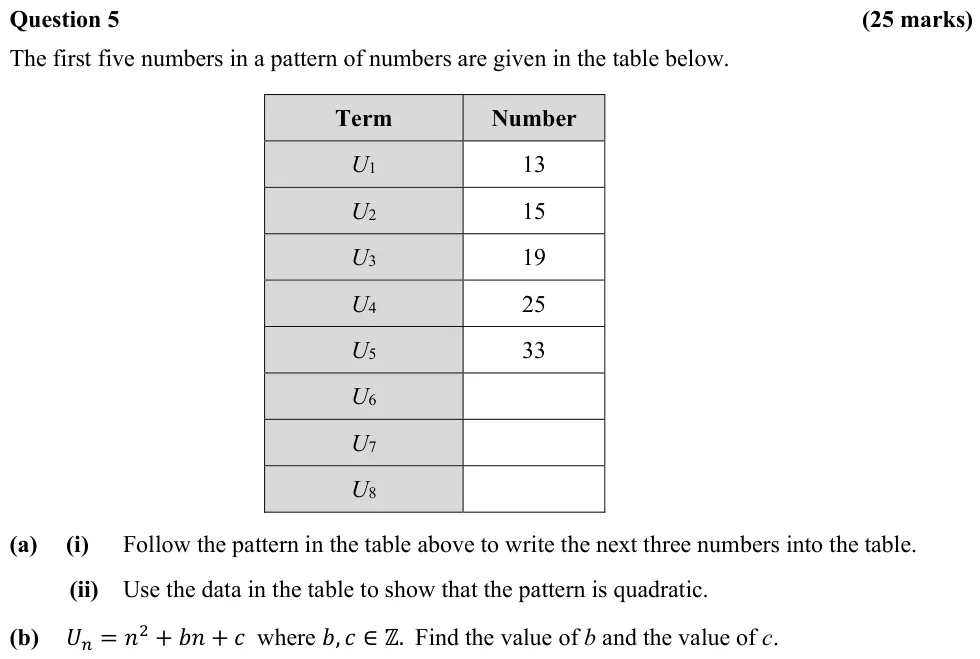 Question 5 (25 marks)
The first five numbers in a pattern of numbers are given in the table below.
Term Number
U₁ 13
U₂ 15
U₃ 19
U₄ 25
U₅ 33
U₆
U₇
U₈
(a) (i) Follow the pattern in the table above to write the next three numbers into the table.
(ii) Use the data in the table to show that the pattern is quadratic.
(b) Uₙ = n² + bn + c where b, c ∈ ℤ. Find the value of b and the value of c.